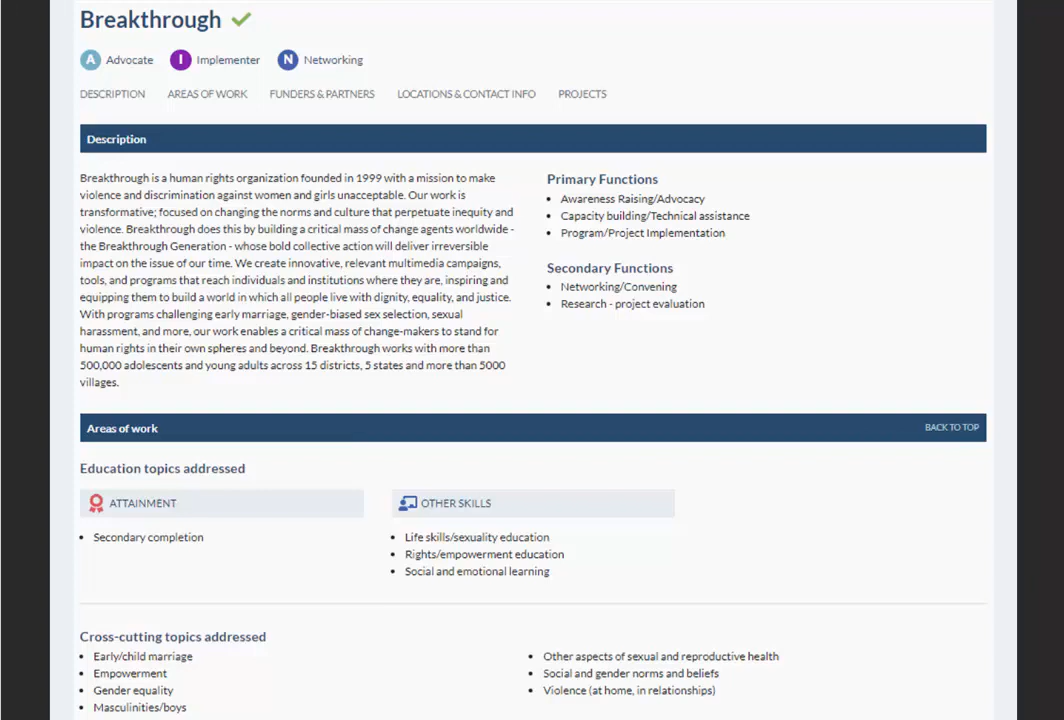 Breakthrough
A Advocate I Implementer N Networking
DESCRIPTION AREAS OF WORK FUNDERS & PARTNERS LOCATIONS & CONTACT INFO PROJECTS
Description
Breakthrough is a human rights organization founded in 1999 with a mission to make
violence and discrimination against women and girls unacceptable. Our work is
transformative; focused on changing the norms and culture that perpetuate inequity and
violence. Breakthrough does this by building a critical mass of change agents worldwide -
the Breakthrough Generation - whose bold collective action will deliver irreversible
impact on the issue of our time. We create innovative, relevant multimedia campaigns,
tools, and programs that reach individuals and institutions where they are, inspiring and
equipping them to build a world in which all people live with dignity, equality, and justice.
With programs challenging early marriage, gender-biased sex selection, sexual
harassment, and more, our work enables a critical mass of change-makers to stand for
human rights in their own spheres and beyond. Breakthrough works with more than
500,000 adolescents and young adults across 15 districts, 5 states and more than 5000
villages.
Primary Functions
• Awareness Raising/Advocacy
• Capacity building/Technical assistance
• Program/Project Implementation
Secondary Functions
• Networking/Convening
• Research - project evaluation
Areas of work BACK TO TOP
Education topics addressed
ATTAINMENT
• Secondary completion
OTHER SKILLS
• Life skills/sexuality education
• Rights/empowerment education
• Social and emotional learning
Cross-cutting topics addressed
• Early/child marriage
• Empowerment
• Gender equality
• Masculinities/boys
• Other aspects of sexual and reproductive health
• Social and gender norms and beliefs
• Violence (at home, in relationships)